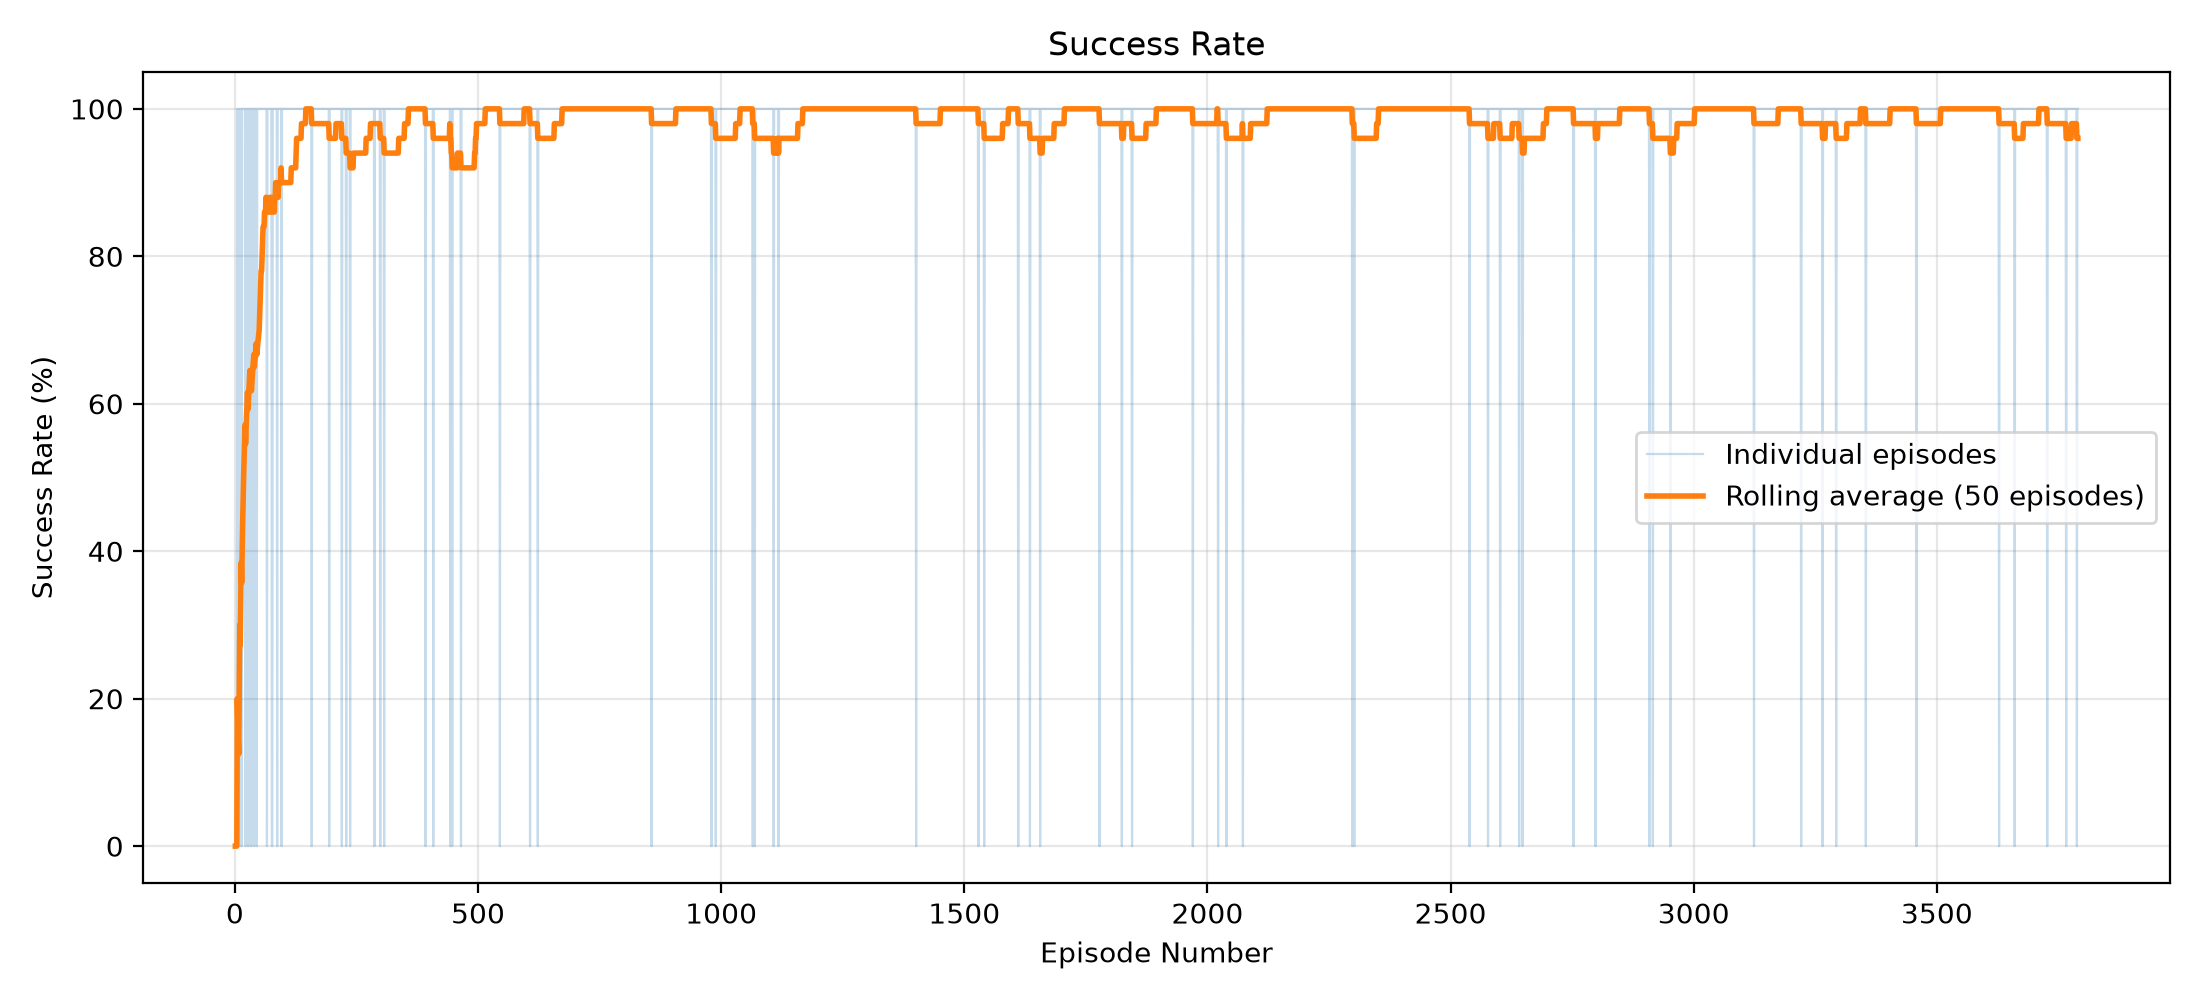 Success Rate
100
80
60
40
20
0
Success Rate (%)
Individual episodes
Rolling average (50 episodes)
0 500 1000 1500 2000 2500 3000 3500
Episode Number